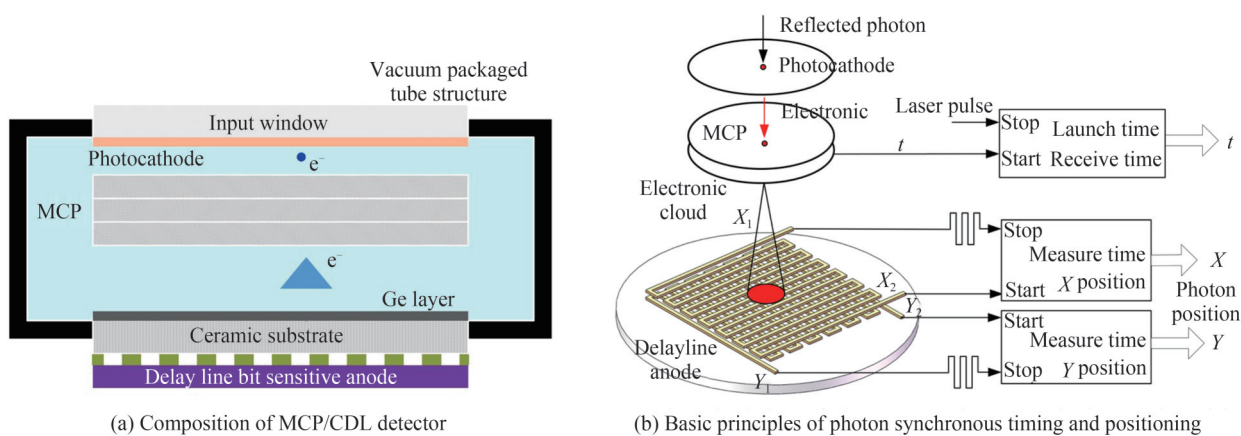 Vacuum packaged
tube structure
Input window
Photocathode
e⁻
MCP
e⁻
Ge layer
Ceramic substrate
Delay line bit sensitive anode
(a) Composition of MCP/CDL detector
Reflected photon
Photocathode
Electronic
MCP
Laser pulse
Stop
Launch time
t
Start
Receive time
t
Electronic
cloud
X₁
Stop
Measure time
X position
X
X₂
Start
Photon
position
Y₂
Start
Measure time
Y
Delayline
anode
Y₁
Stop
Y position
(b) Basic principles of photon synchronous timing and positioning